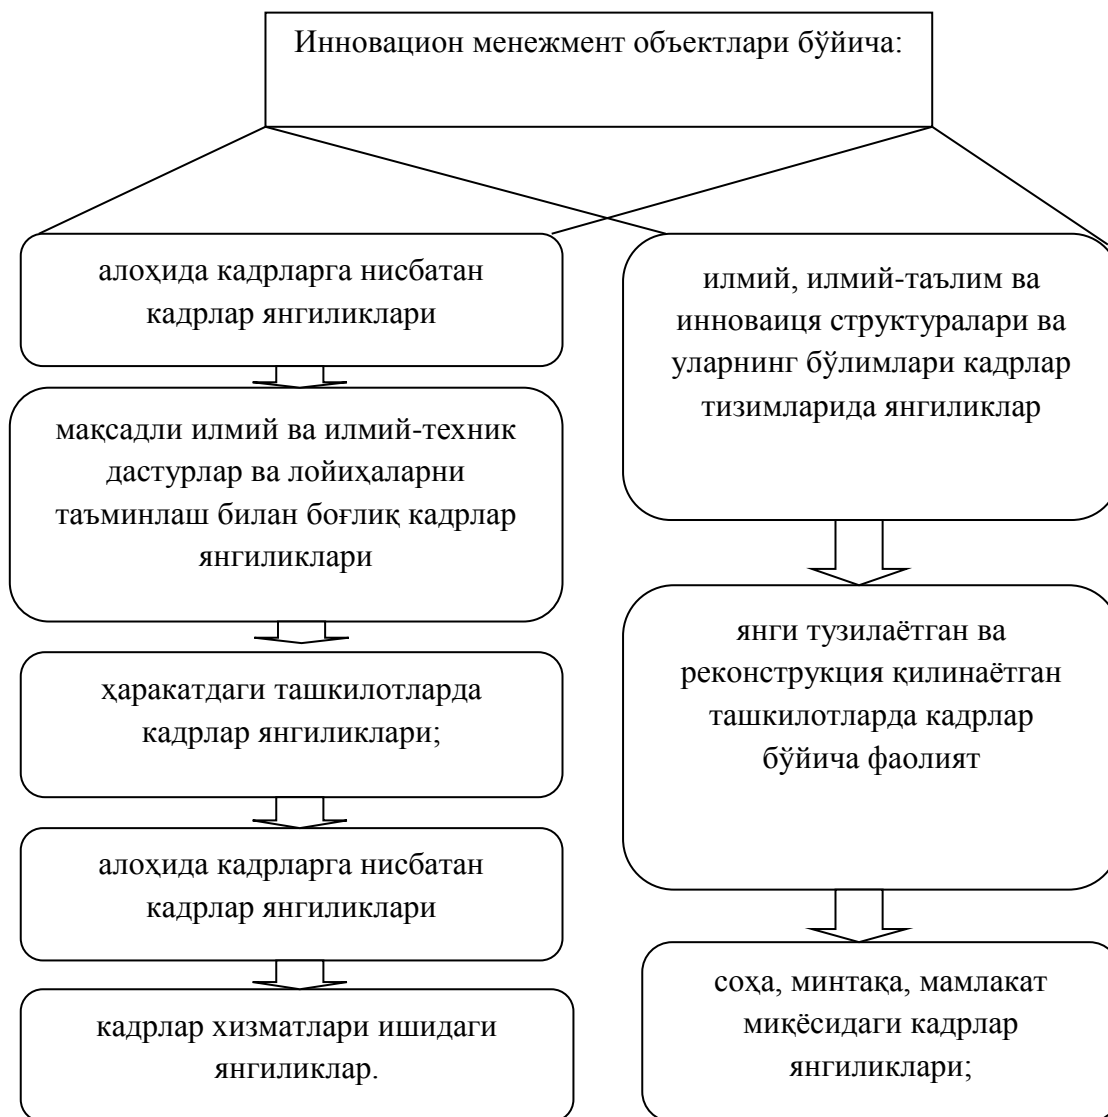 Инновацион менежмент объектлари бўйича:
алоҳида кадрларга нисбатан
кадрлар янгиликлари
мақсадли илмий ва илмий-техник
дастурлар ва лойиҳаларни
таъминлаш билан боғлиқ кадрлар
янгиликлари
ҳаракатдаги ташкилотларда
кадрлар янгиликлари;
алоҳида кадрларга нисбатан
кадрлар янгиликлари
кадрлар хизматлари ишидаги
янгиликлар.
илмий, илмий-таълим ва
инноваиця структуралари ва
уларнинг бўлимлари кадрлар
тизимларида янгиликлар
янги тузилаётган ва
реконструкция қилинаётган
ташкилотларда кадрлар
бўйича фаолият
соҳа, минтақа, мамлакат
миқёсидаги кадрлар
янгиликлари;